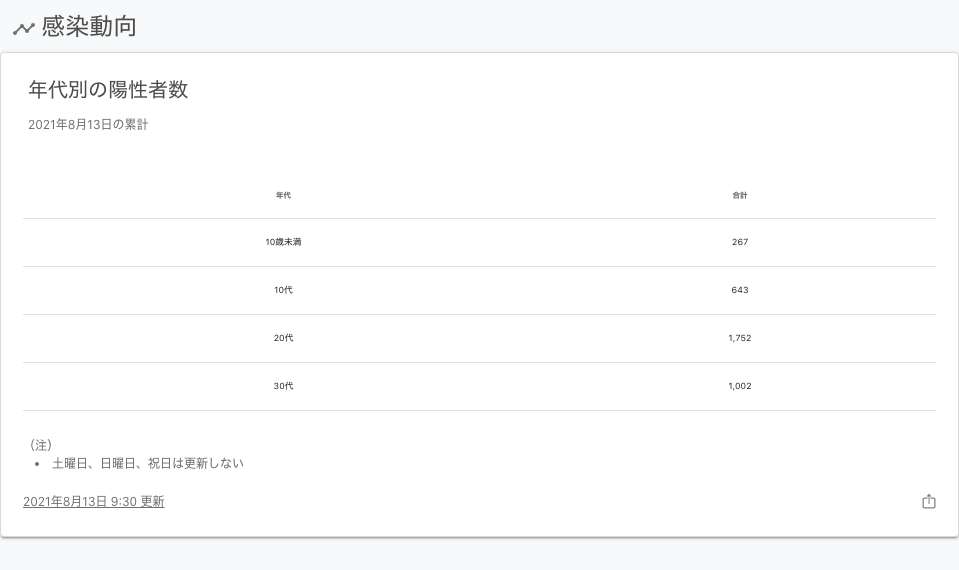 感染動向
年代別の陽性者数
2021年8月13日の累計
年代 合計
10歳未満 267
10代 643
20代 1,752
30代 1,002
（注）
• 土曜日、日曜日、祝日は更新しない
2021年8月13日 9:30 更新